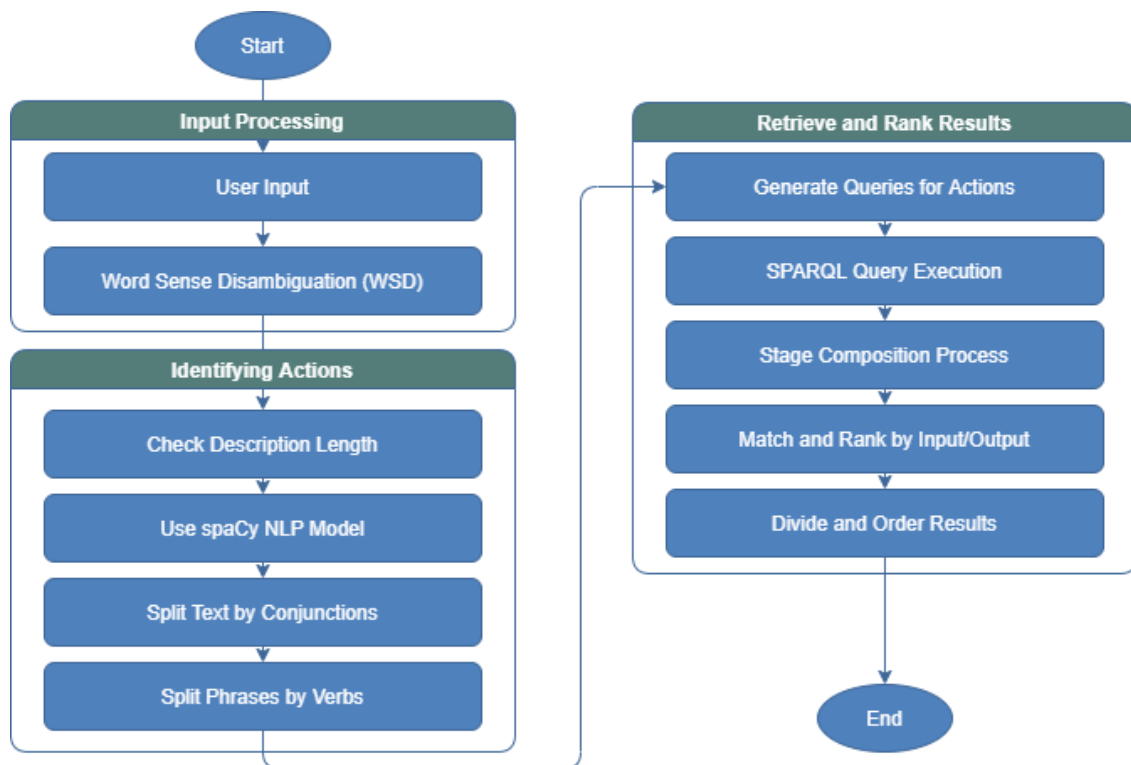 Start
Input Processing
User Input
Word Sense Disambiguation (WSD)
Identifying Actions
Check Description Length
Use spaCy NLP Model
Split Text by Conjunctions
Split Phrases by Verbs
Retrieve and Rank Results
Generate Queries for Actions
SPARQL Query Execution
Stage Composition Process
Match and Rank by Input/Output
Divide and Order Results
End